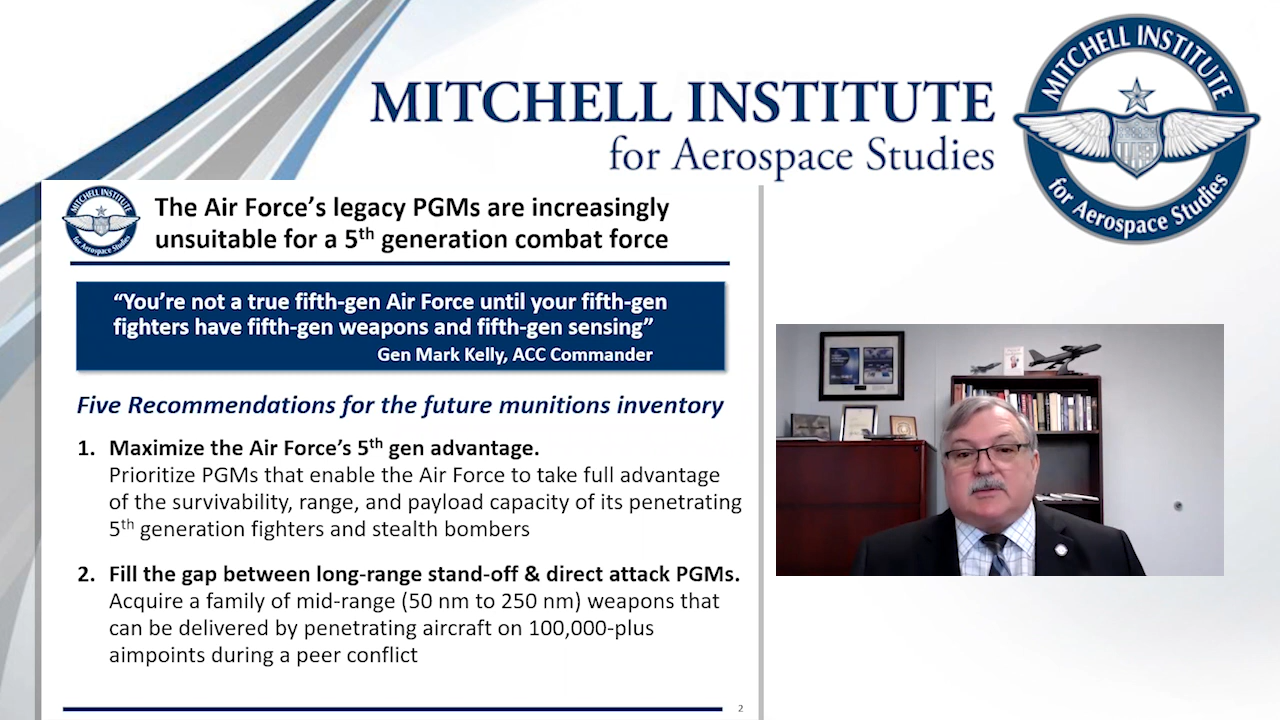 MITCHELL INSTITUTE
for Aerospace Studies
MITCHELL INSTITUTE
for Aerospace Studies
MITCHELL INSTITUTE
for Aerospace Studies
The Air Force’s legacy PGMs are increasingly
unsuitable for a 5th generation combat force
“You’re not a true fifth-gen Air Force until your fifth-gen
fighters have fifth-gen weapons and fifth-gen sensing”
Gen Mark Kelly, ACC Commander
Five Recommendations for the future munitions inventory
1. Maximize the Air Force’s 5th gen advantage.
Prioritize PGMs that enable the Air Force to take full advantage
of the survivability, range, and payload capacity of its penetrating
5th generation fighters and stealth bombers
2. Fill the gap between long-range stand-off & direct attack PGMs.
Acquire a family of mid-range (50 nm to 250 nm) weapons that
can be delivered by penetrating aircraft on 100,000-plus
aimpoints during a peer conflict
2